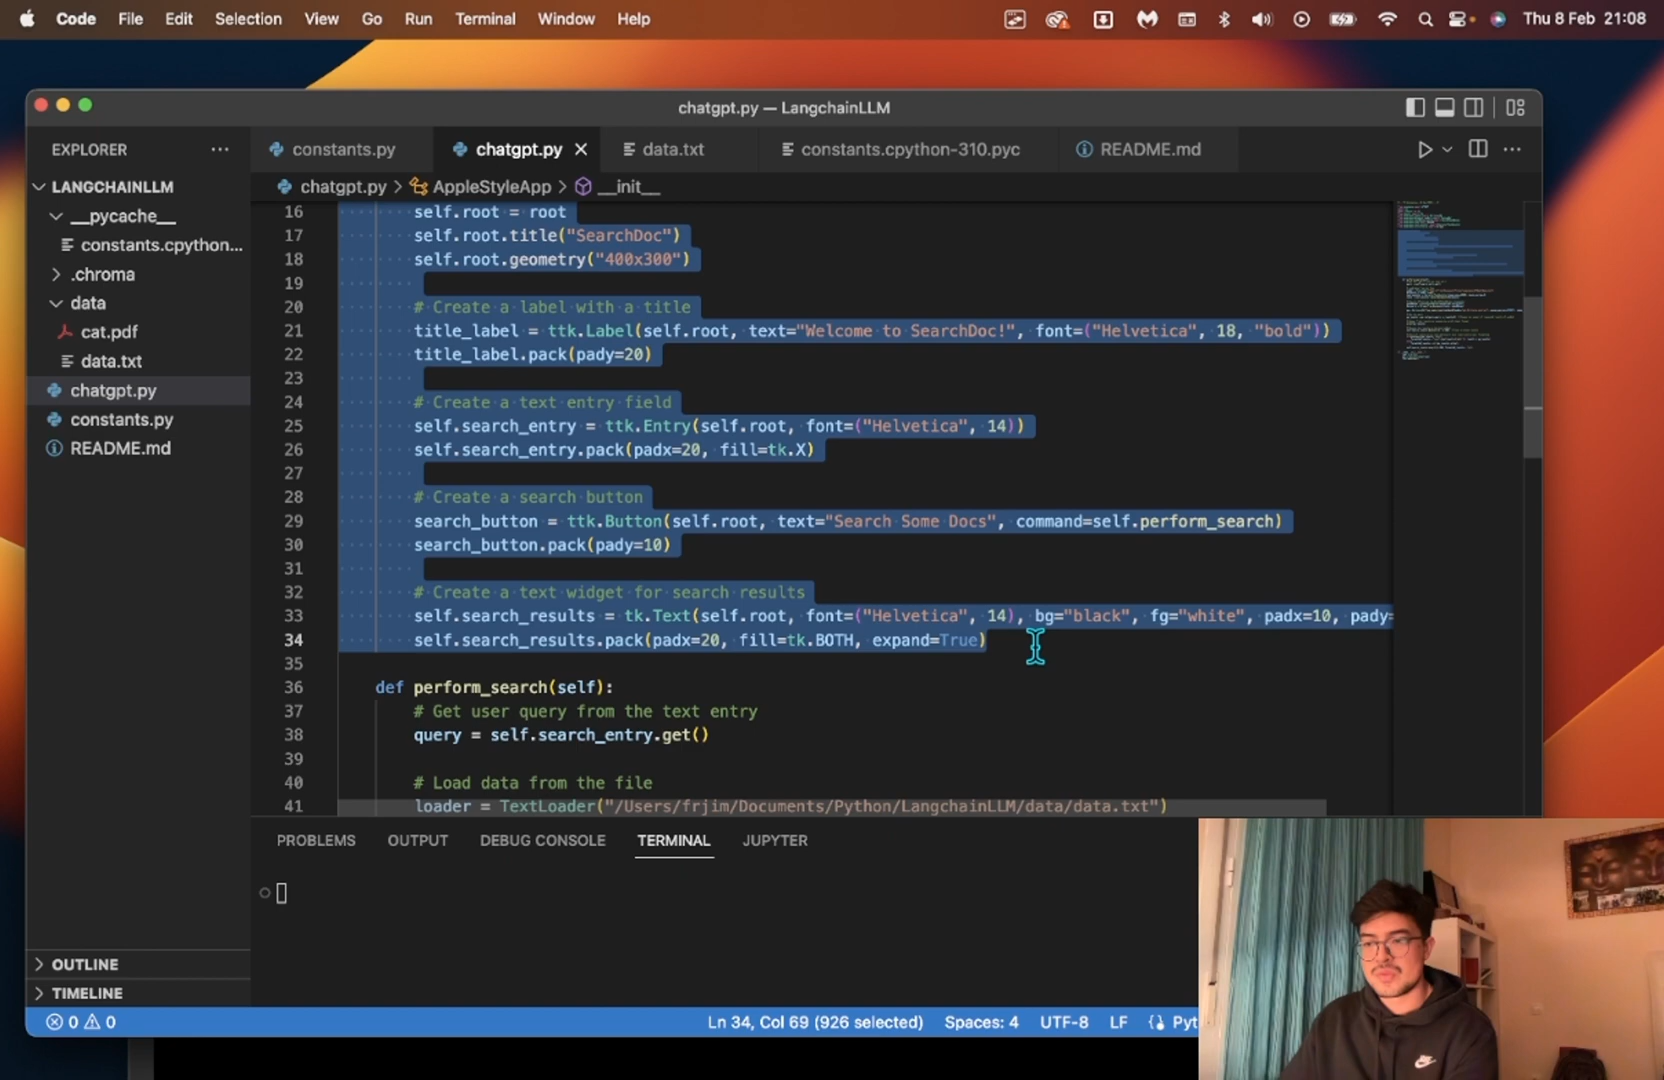 Code File Edit Selection View Go Run Terminal Window Help Thu 8 Feb 21:08
chatgpt.py — LangchainLLM
EXPLORER ···
constants.py chatgpt.py data.txt constants.cpython-310.pyc README.md ···
LANGCHAINLLM
__pycache__
constants.cpython...
.chroma
data
cat.pdf
data.txt
chatgpt.py
constants.py
README.md
OUTLINE
TIMELINE
chatgpt.py > AppleStyleApp > __init__
16 self.root = root
17 self.root.title("SearchDoc")
18 self.root.geometry("400x300")
19
20 # Create a label with a title
21 title_label = ttk.Label(self.root, text="Welcome to SearchDoc!", font=("Helvetica", 18, "bold"))
22 title_label.pack(pady=20)
23
24 # Create a text entry field
25 self.search_entry = ttk.Entry(self.root, font=("Helvetica", 14))
26 self.search_entry.pack(padx=20, fill=tk.X)
27
28 # Create a search button
29 search_button = ttk.Button(self.root, text="Search Some Docs", command=self.perform_search)
30 search_button.pack(pady=10)
31
32 # Create a text widget for search results
33 self.search_results = tk.Text(self.root, font=("Helvetica", 14), bg="black", fg="white", padx=10, pady=
34 self.search_results.pack(padx=20, fill=tk.BOTH, expand=True)
35
36 def perform_search(self):
37 # Get user query from the text entry
38 query = self.search_entry.get()
39
40 # Load data from the file
41 loader = TextLoader("/Users/frjim/Documents/Python/LangchainLLM/data/data.txt")
PROBLEMS OUTPUT DEBUG CONSOLE TERMINAL JUPYTER
0 0 Ln 34, Col 69 (926 selected) Spaces: 4 UTF-8 LF Pyt